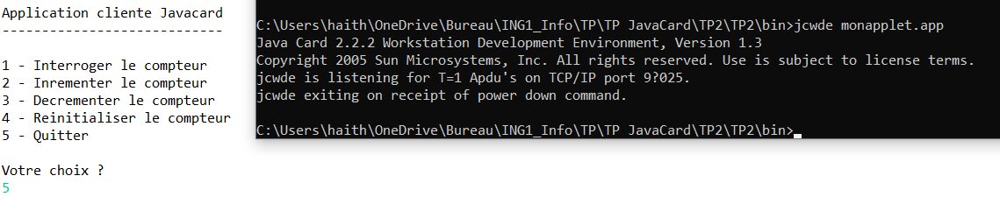 Application cliente Javacard
----------------------------
1 - Interroger le compteur
2 - Inrementer le compteur
3 - Decrementer le compteur
4 - Reinitialiser le compteur
5 - Quitter
Votre choix ?
5
C:\Users\haith\OneDrive\Bureau\ING1_Info\TP\TP JavaCard\TP2\TP2\bin>jcwde monapplet.app
Java Card 2.2.2 Workstation Development Environment, Version 1.3
Copyright 2005 Sun Microsystems, Inc. All rights reserved. Use is subject to license terms.
jcwde is listening for T=1 Apdu's on TCP/IP port 9?025.
jcwde exiting on receipt of power down command.
C:\Users\haith\OneDrive\Bureau\ING1_Info\TP\TP JavaCard\TP2\TP2\bin>